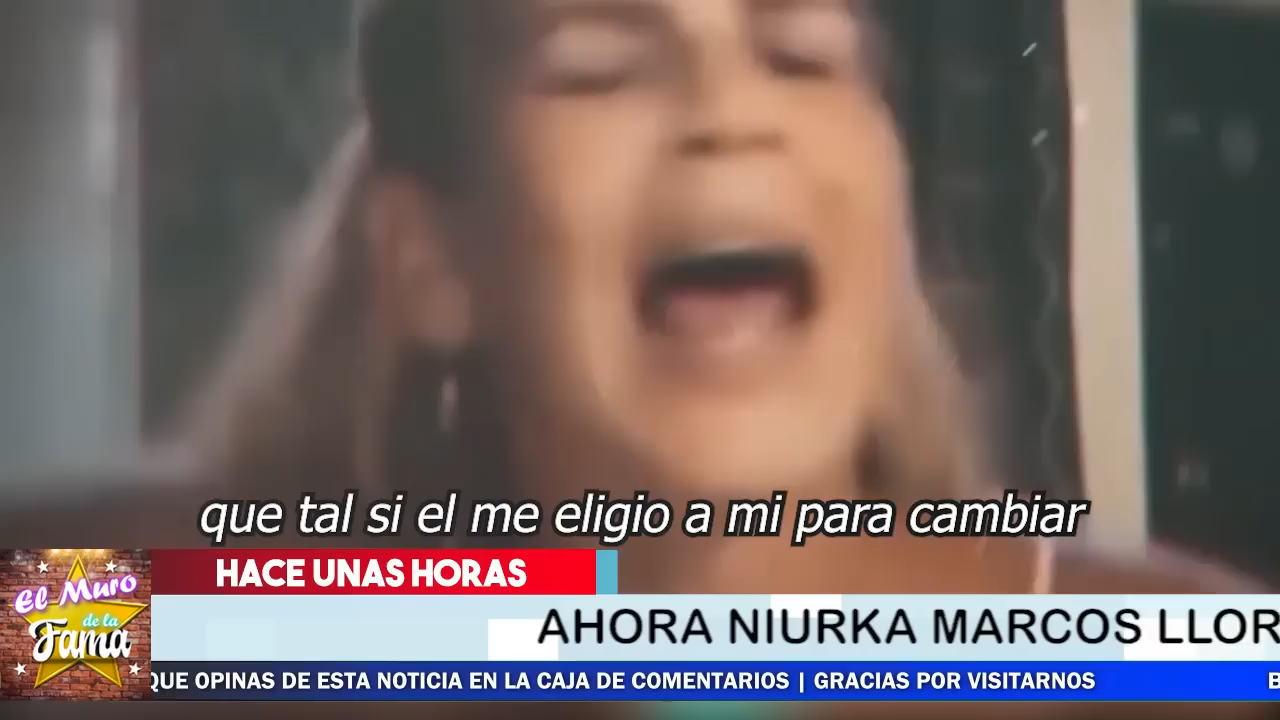 que tal si el me eligio a mi para cambiar
HACE UNAS HORAS
El Muro
de la
Fama
AHORA NIURKA MARCOS LLOR
QUE OPINAS DE ESTA NOTICIA EN LA CAJA DE COMENTARIOS | GRACIAS POR VISITARNOS